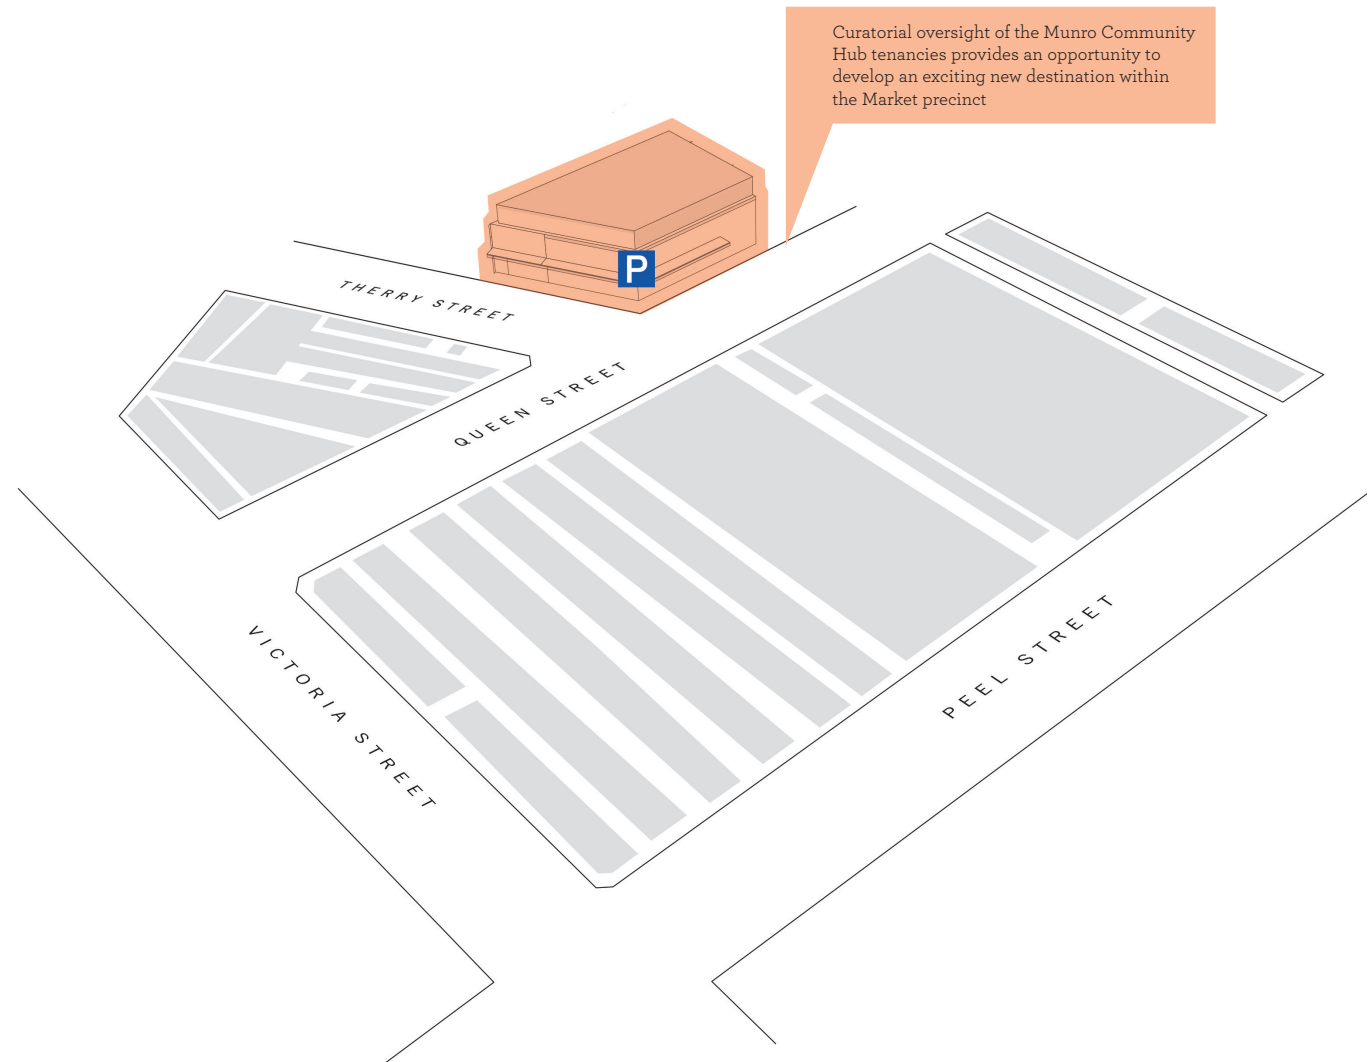 Curatorial oversight of the Munro Community
Hub tenancies provides an opportunity to
develop an exciting new destination within
the Market precinct
P
THERRY STREET
QUEEN STREET
VICTORIA STREET
PEEL STREET